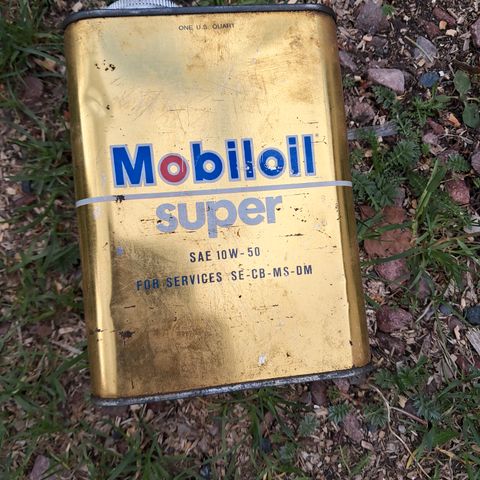 ONE U.S. QUART
Mobiloil
super
SAE 10W-50
FOR SERVICES SE-CB-MS-DM